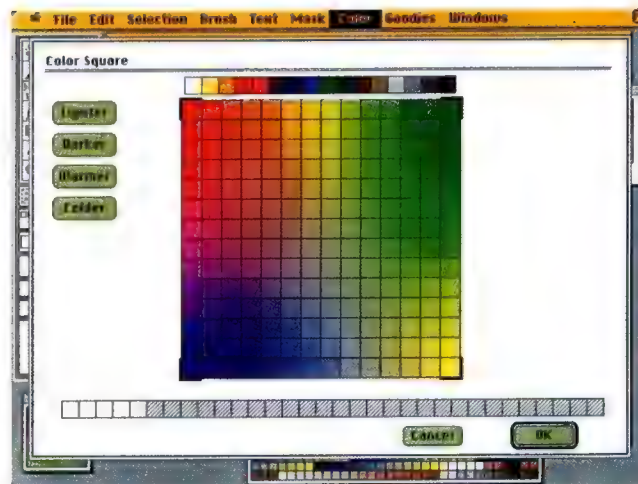 File Edit Selection Brush Text Mask Color Goodies Windows
Color Square
Lighter
Darker
Warmer
Colder
Cancel OK